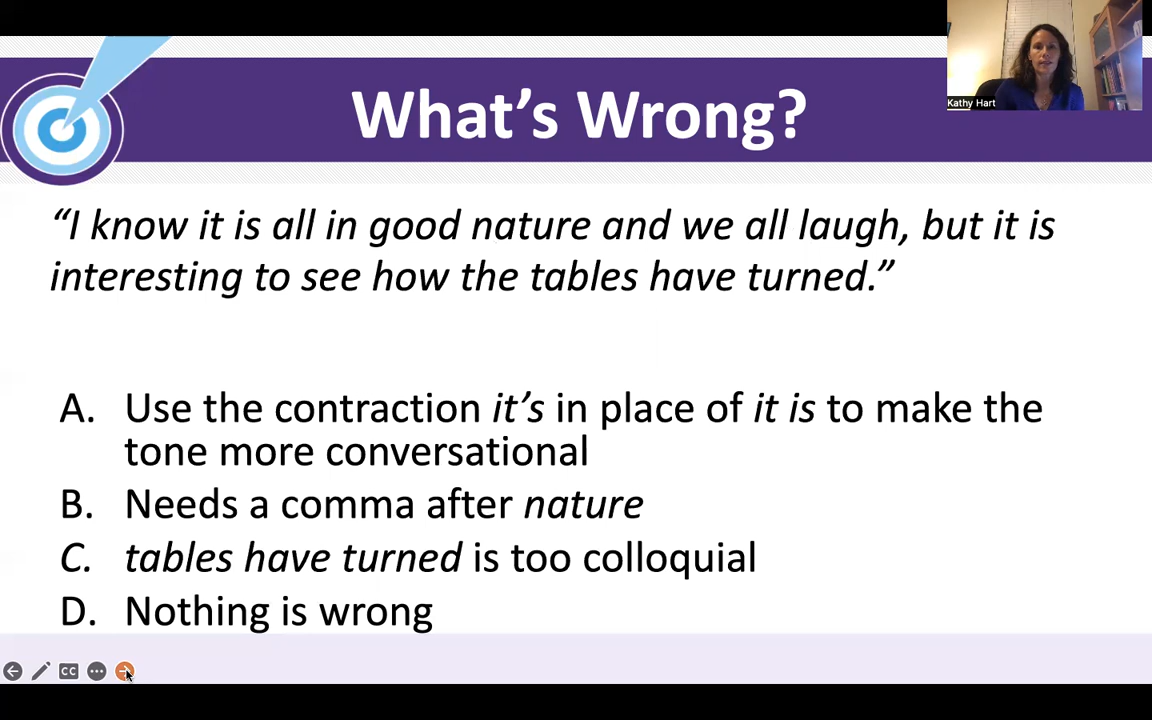 What's Wrong?
Kathy Hart
“I know it is all in good nature and we all laugh, but it is
interesting to see how the tables have turned.”
A. Use the contraction it's in place of it is to make the
tone more conversational
B. Needs a comma after nature
C. tables have turned is too colloquial
D. Nothing is wrong
CC